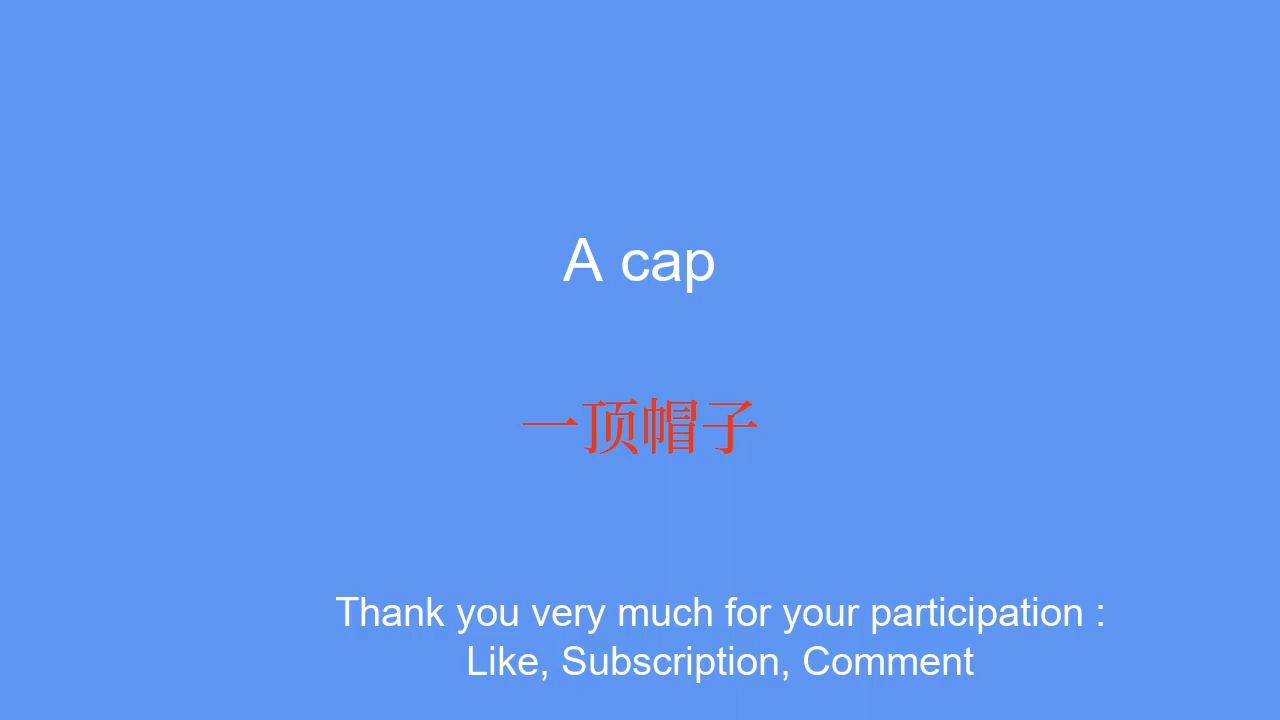 A cap
一顶帽子
Thank you very much for your participation :
Like, Subscription, Comment